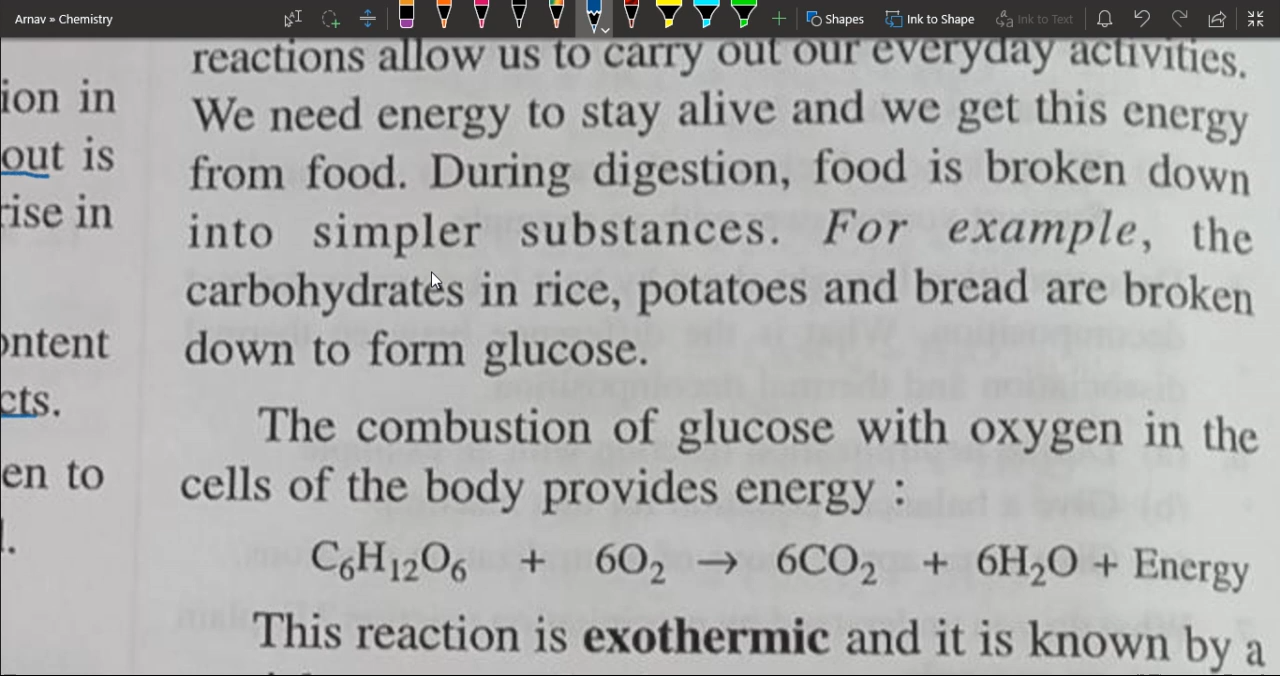 Arnav » Chemistry
Shapes
Ink to Shape
Ink to Text
reactions allow us to carry out our everyday activities.
ion in
We need energy to stay alive and we get this energy
out is
from food. During digestion, food is broken down
rise in
into simpler substances. For example, the
carbohydrates in rice, potatoes and bread are broken
ontent
down to form glucose.
cts.
The combustion of glucose with oxygen in the
en to
cells of the body provides energy :
C₆H₁₂O₆ + 6O₂ → 6CO₂ + 6H₂O + Energy
This reaction is exothermic and it is known by a